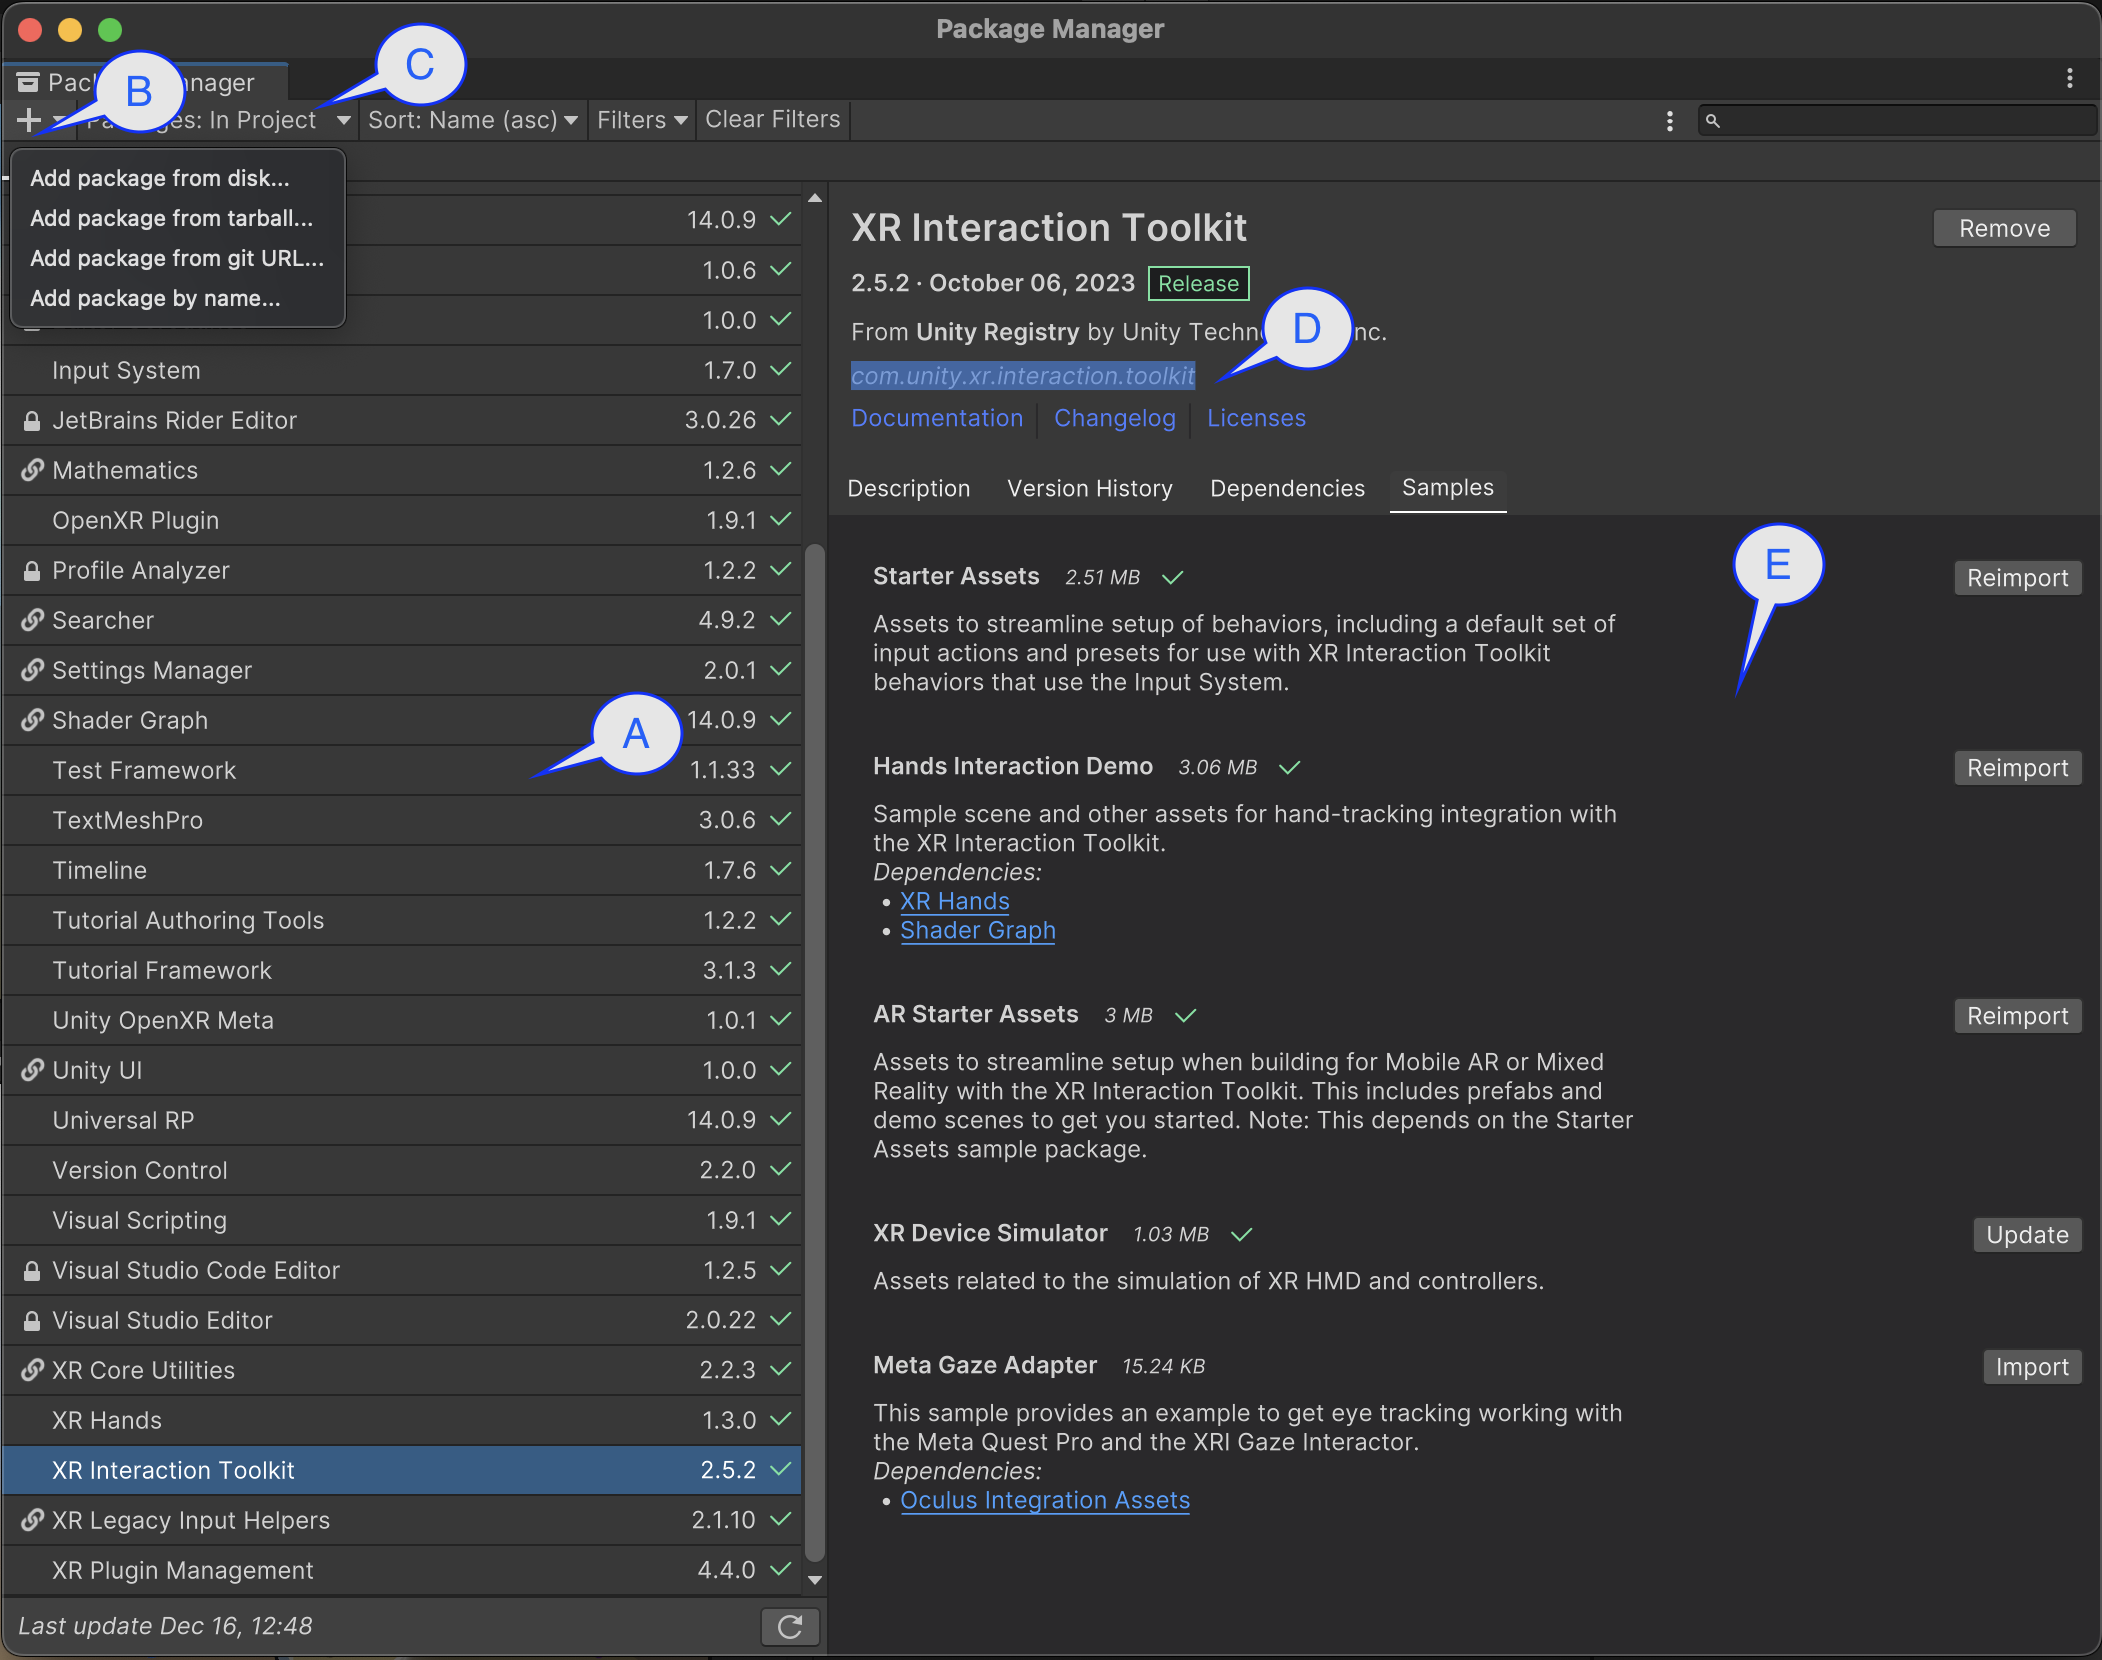 Package Manager
C
B
+
In Project
Sort: Name (asc)
Filters
Clear Filters
Add package from disk...
Add package from tarball...
Add package from git URL...
Add package by name...
14.0.9
1.0.6
1.0.0
Input System 1.7.0
JetBrains Rider Editor 3.0.26
Mathematics 1.2.6
OpenXR Plugin 1.9.1
Profile Analyzer 1.2.2
Searcher 4.9.2
Settings Manager 2.0.1
Shader Graph 14.0.9
A
Test Framework 1.1.33
TextMeshPro 3.0.6
Timeline 1.7.6
Tutorial Authoring Tools 1.2.2
Tutorial Framework 3.1.3
Unity OpenXR Meta 1.0.1
Unity UI 1.0.0
Universal RP 14.0.9
Version Control 2.2.0
Visual Scripting 1.9.1
Visual Studio Code Editor 1.2.5
Visual Studio Editor 2.0.22
XR Core Utilities 2.2.3
XR Hands 1.3.0
XR Interaction Toolkit 2.5.2
XR Legacy Input Helpers 2.1.10
XR Plugin Management 4.4.0
Last update Dec 16, 12:48
XR Interaction Toolkit
Remove
2.5.2 · October 06, 2023 Release
From Unity Registry by Unity
D
com.unity.xr.interaction.toolkit
Documentation Changelog Licenses
Description Version History Dependencies Samples
E
Starter Assets 2.51 MB Reimport
Assets to streamline setup of behaviors, including a default set of
input actions and presets for use with XR Interaction Toolkit
behaviors that use the Input System.
Hands Interaction Demo 3.06 MB Reimport
Sample scene and other assets for hand-tracking integration with
the XR Interaction Toolkit.
Dependencies:
• XR Hands
• Shader Graph
AR Starter Assets 3 MB Reimport
Assets to streamline setup when building for Mobile AR or Mixed
Reality with the XR Interaction Toolkit. This includes prefabs and
demo scenes to get you started. Note: This depends on the Starter
Assets sample package.
XR Device Simulator 1.03 MB Update
Assets related to the simulation of XR HMD and controllers.
Meta Gaze Adapter 15.24 KB Import
This sample provides an example to get eye tracking working with
the Meta Quest Pro and the XRI Gaze Interactor.
Dependencies:
• Oculus Integration Assets